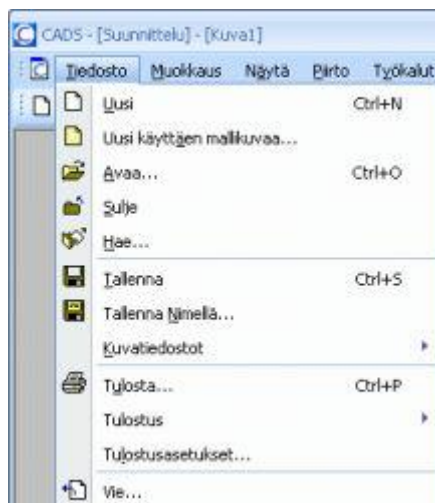 CADS - [Suunnittelu] - [Kuva1]
Tiedosto Muokkaus Näytä Piirto Työkalut
Uusi Ctrl+N
Uusi käyttäen mallikuvaa...
Avaa... Ctrl+O
Sulje
Hae...
Tallenna Ctrl+S
Tallenna Nimellä...
Kuvatiedostot
Tulosta... Ctrl+P
Tulostus
Tulostusasetukset...
Vie...